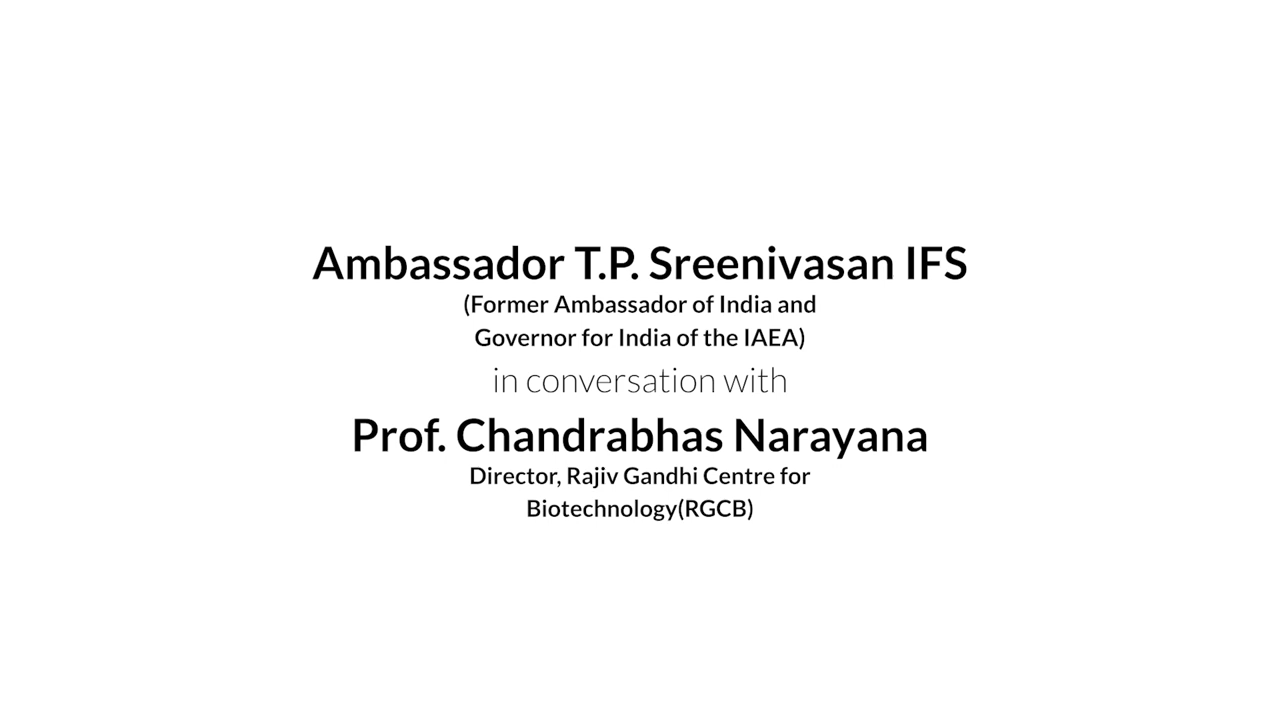 Ambassador T.P. Sreenivasan IFS
(Former Ambassador of India and
Governor for India of the IAEA)
in conversation with
Prof. Chandrabhas Narayana
Director, Rajiv Gandhi Centre for
Biotechnology(RGCB)